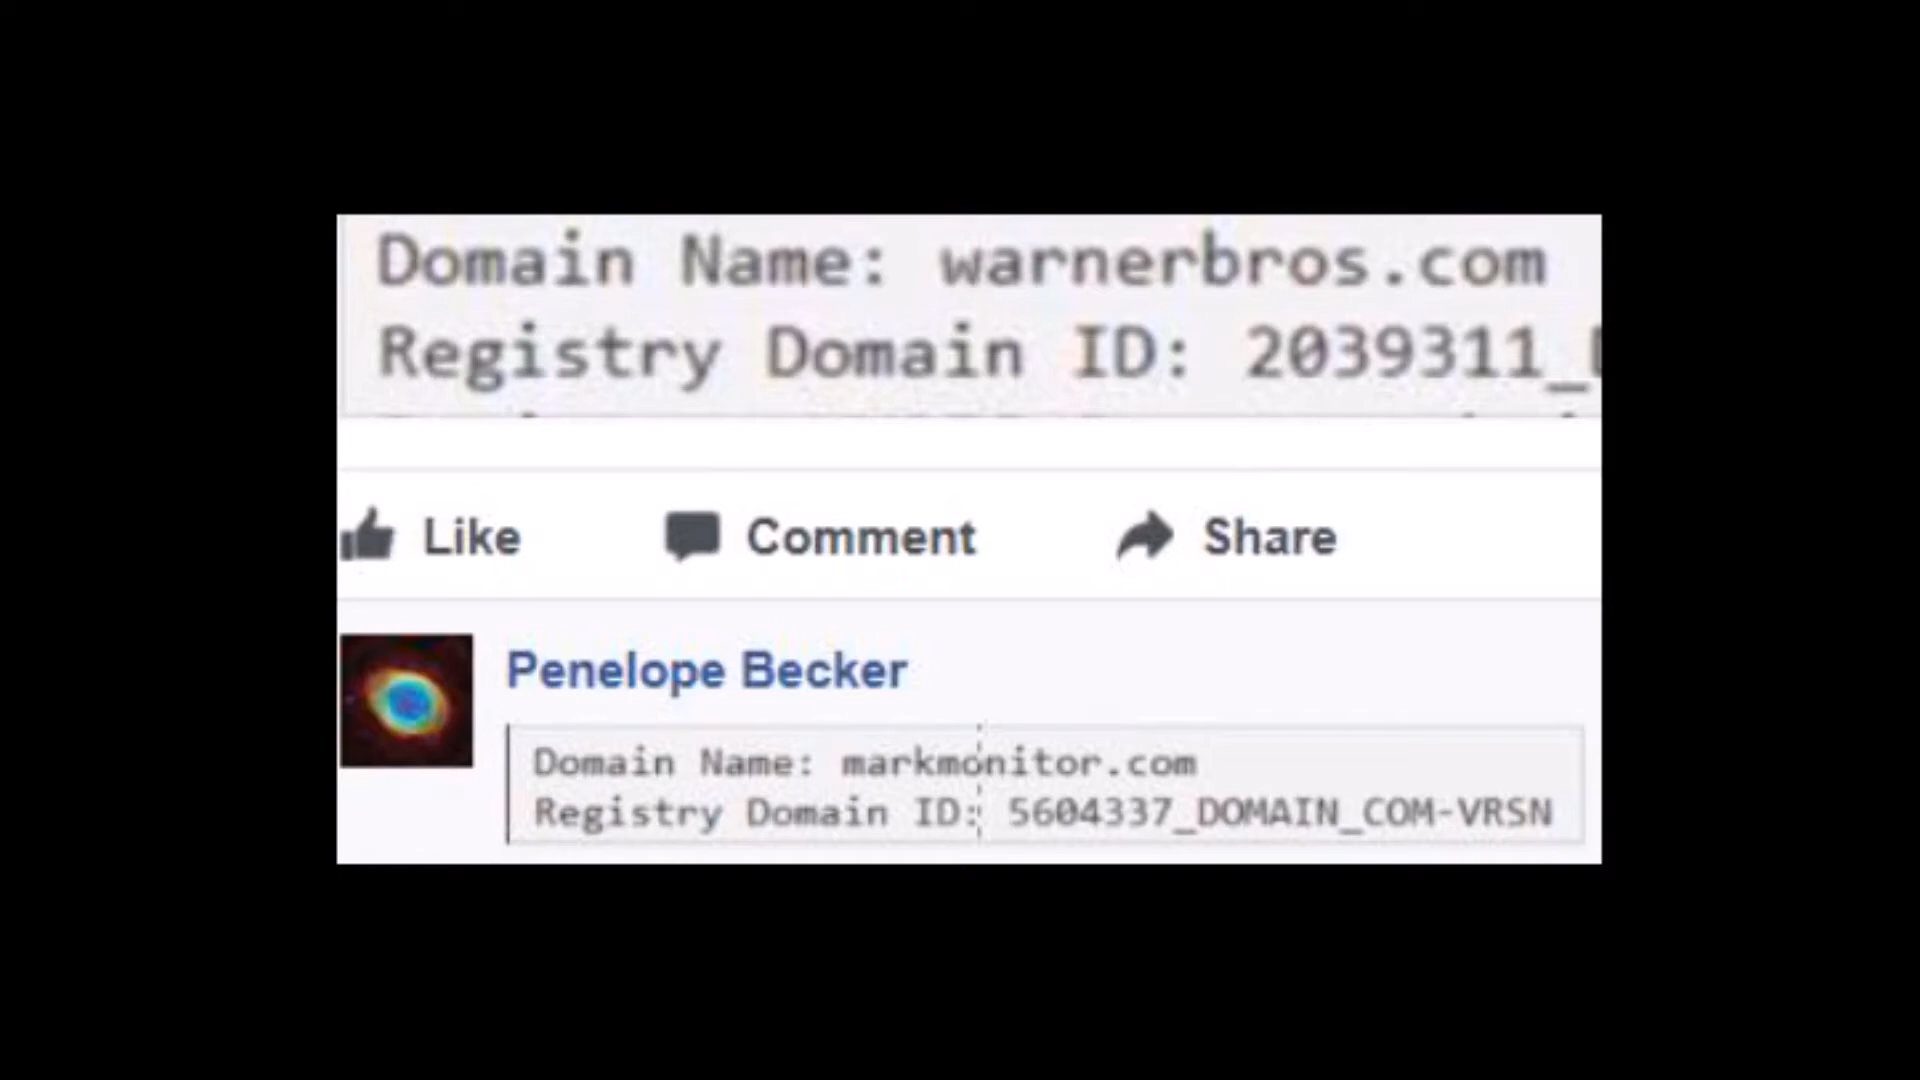 Domain Name: warnerbros.com
Registry Domain ID: 2039311_
Like Comment Share
Penelope Becker
Domain Name: markmonitor.com
Registry Domain ID: 5604337_DOMAIN_COM-VRSN